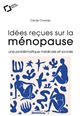 Cécile Charlap
Idées reçues sur la
ménopause
une problématique médicale et sociale